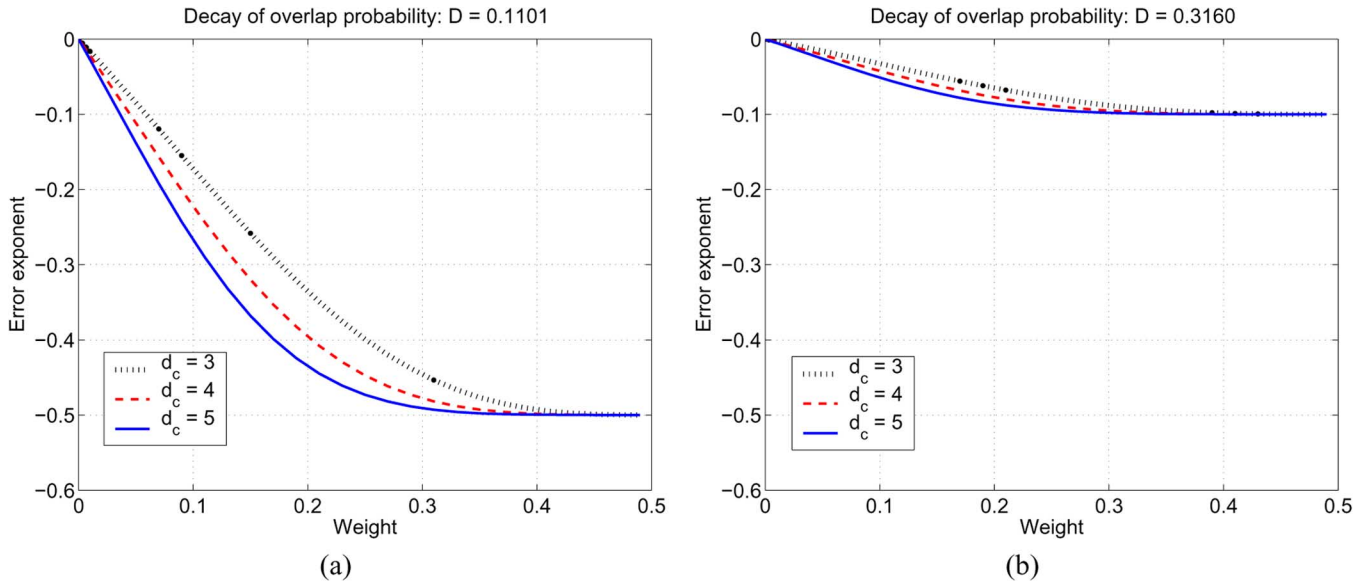 Decay of overlap probability: D = 0.1101
0
−0.1
−0.2
−0.3
−0.4
−0.5
−0.6
Error exponent
d_c = 3
d_c = 4
d_c = 5
0 0.1 0.2 0.3 0.4 0.5
Weight
(a)
Decay of overlap probability: D = 0.3160
0
−0.1
−0.2
−0.3
−0.4
−0.5
−0.6
Error exponent
d_c = 3
d_c = 4
d_c = 5
0 0.1 0.2 0.3 0.4 0.5
Weight
(b)